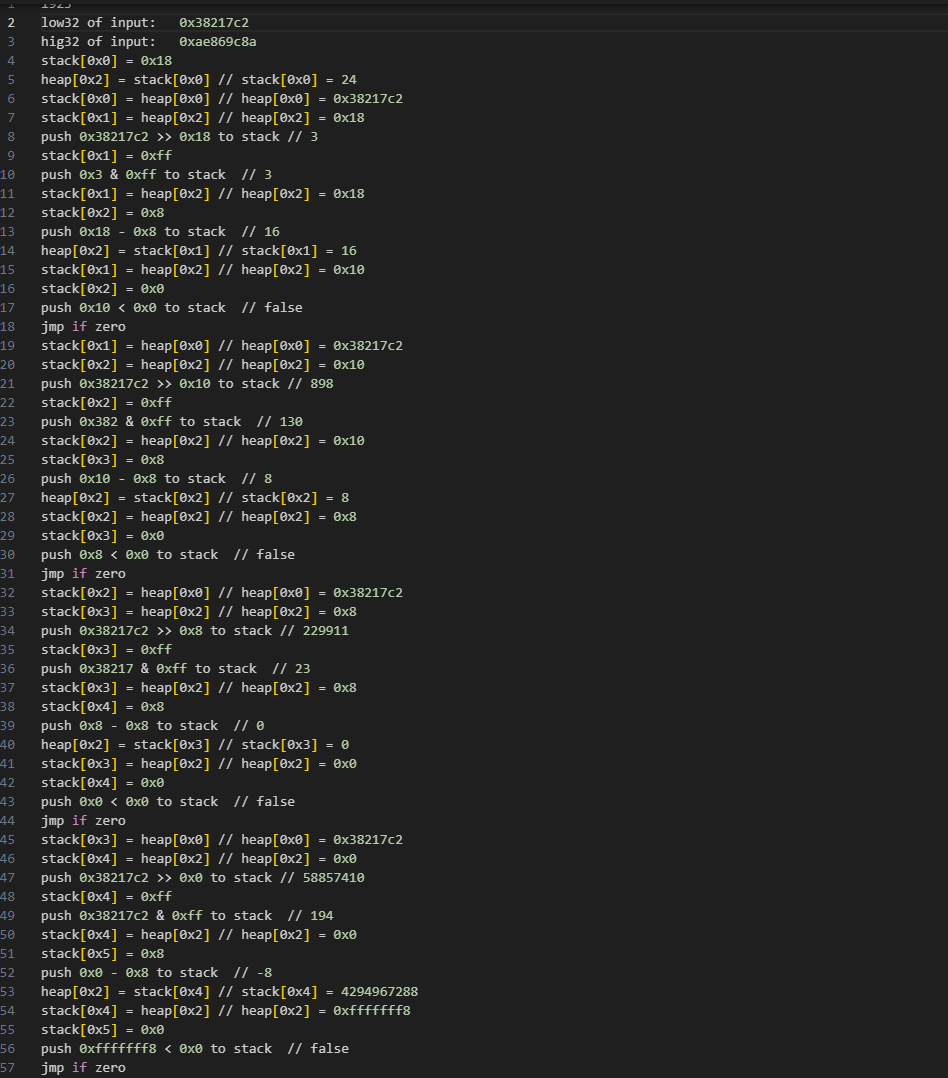 2 low32 of input: 0x38217c2
3 hig32 of input: 0xae869c8a
4 stack[0x0] = 0x18
5 heap[0x2] = stack[0x0] // stack[0x0] = 24
6 stack[0x0] = heap[0x0] // heap[0x0] = 0x38217c2
7 stack[0x1] = heap[0x2] // heap[0x2] = 0x18
8 push 0x38217c2 >> 0x18 to stack // 3
9 stack[0x1] = 0xff
10 push 0x3 & 0xff to stack // 3
11 stack[0x1] = heap[0x2] // heap[0x2] = 0x18
12 stack[0x2] = 0x8
13 push 0x18 - 0x8 to stack // 16
14 heap[0x2] = stack[0x1] // stack[0x1] = 16
15 stack[0x1] = heap[0x2] // heap[0x2] = 0x10
16 stack[0x2] = 0x0
17 push 0x10 < 0x0 to stack // false
18 jmp if zero
19 stack[0x1] = heap[0x0] // heap[0x0] = 0x38217c2
20 stack[0x2] = heap[0x2] // heap[0x2] = 0x10
21 push 0x38217c2 >> 0x10 to stack // 898
22 stack[0x2] = 0xff
23 push 0x382 & 0xff to stack // 130
24 stack[0x2] = heap[0x2] // heap[0x2] = 0x10
25 stack[0x3] = 0x8
26 push 0x10 - 0x8 to stack // 8
27 heap[0x2] = stack[0x2] // stack[0x2] = 8
28 stack[0x2] = heap[0x2] // heap[0x2] = 0x8
29 stack[0x3] = 0x0
30 push 0x8 < 0x0 to stack // false
31 jmp if zero
32 stack[0x2] = heap[0x0] // heap[0x0] = 0x38217c2
33 stack[0x3] = heap[0x2] // heap[0x2] = 0x8
34 push 0x38217c2 >> 0x8 to stack // 229911
35 stack[0x3] = 0xff
36 push 0x38217 & 0xff to stack // 23
37 stack[0x3] = heap[0x2] // heap[0x2] = 0x8
38 stack[0x4] = 0x8
39 push 0x8 - 0x8 to stack // 0
40 heap[0x2] = stack[0x3] // stack[0x3] = 0
41 stack[0x3] = heap[0x2] // heap[0x2] = 0x0
42 stack[0x4] = 0x0
43 push 0x0 < 0x0 to stack // false
44 jmp if zero
45 stack[0x3] = heap[0x0] // heap[0x0] = 0x38217c2
46 stack[0x4] = heap[0x2] // heap[0x2] = 0x0
47 push 0x38217c2 >> 0x0 to stack // 58857410
48 stack[0x4] = 0xff
49 push 0x38217c2 & 0xff to stack // 194
50 stack[0x4] = heap[0x2] // heap[0x2] = 0x0
51 stack[0x5] = 0x8
52 push 0x0 - 0x8 to stack // -8
53 heap[0x2] = stack[0x4] // stack[0x4] = 4294967288
54 stack[0x4] = heap[0x2] // heap[0x2] = 0xfffffff8
55 stack[0x5] = 0x0
56 push 0xfffffff8 < 0x0 to stack // false
57 jmp if zero